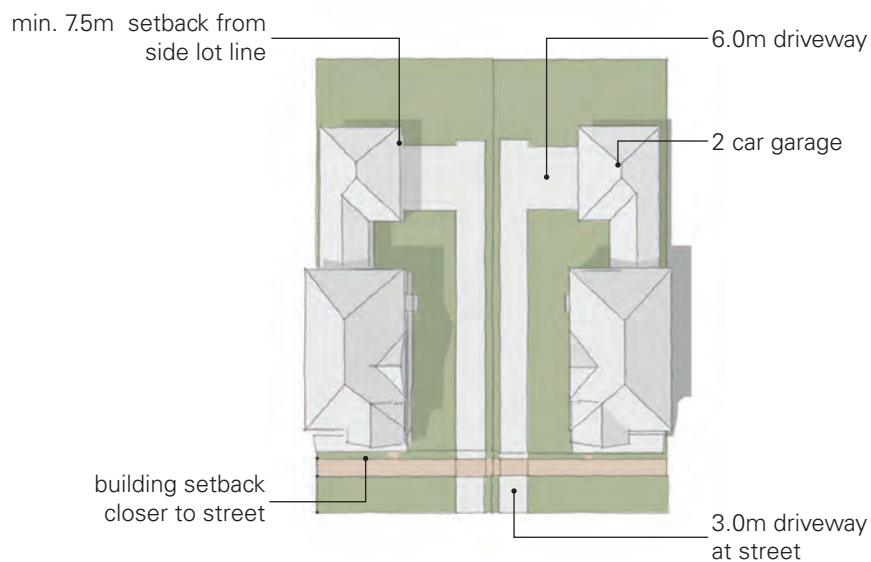 min. 7.5m setback from
side lot line
6.0m driveway
2 car garage
building setback
closer to street
3.0m driveway
at street